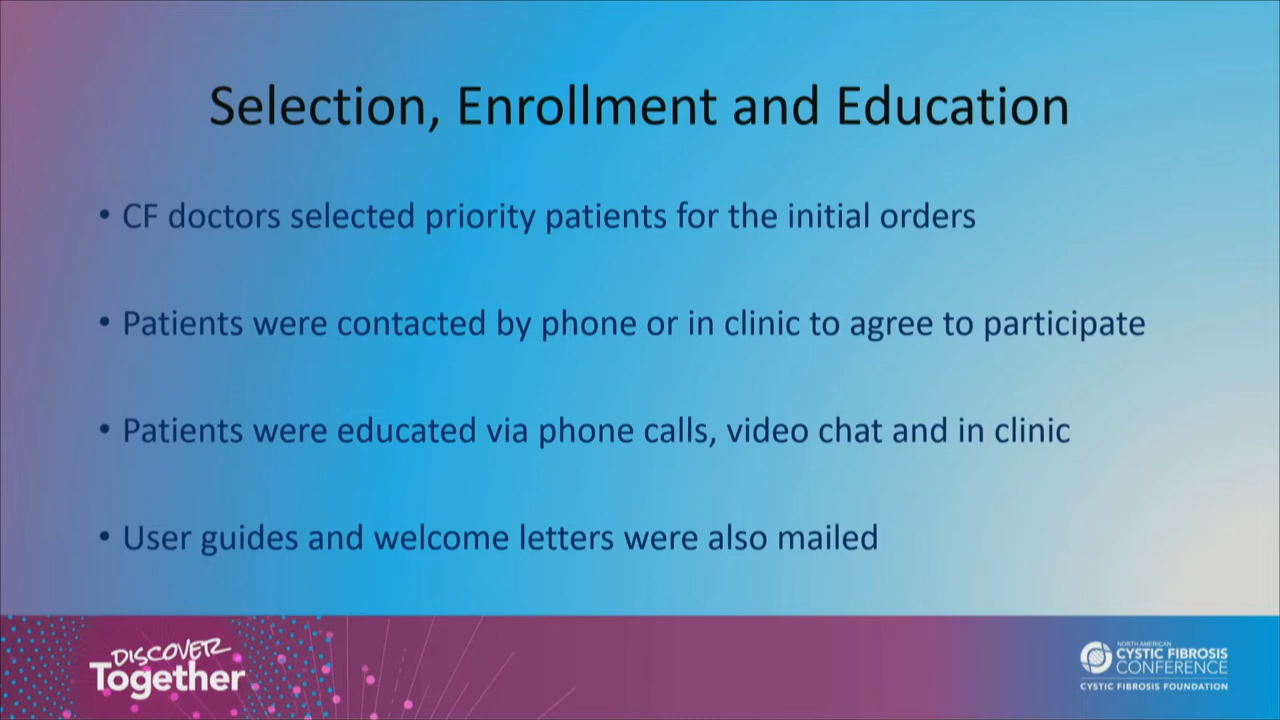 Selection, Enrollment and Education
• CF doctors selected priority patients for the initial orders
• Patients were contacted by phone or in clinic to agree to participate
• Patients were educated via phone calls, video chat and in clinic
• User guides and welcome letters were also mailed
DISCOVER
Together
NORTH AMERICAN
CYSTIC FIBROSIS
CONFERENCE
CYSTIC FIBROSIS FOUNDATION